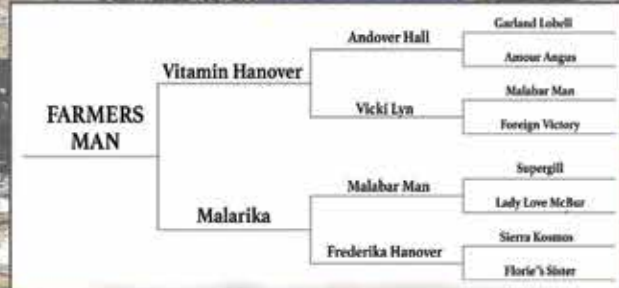 Garland Lobell
Andover Hall
Amour Angus
Vitamin Hanover
Malabar Man
Vicki Lyn
Foreign Victory
FARMERS
MAN
Supergill
Malabar Man
Lady Love McBur
Malarika
Sierra Kosmos
Frederika Hanover
Florie's Sister